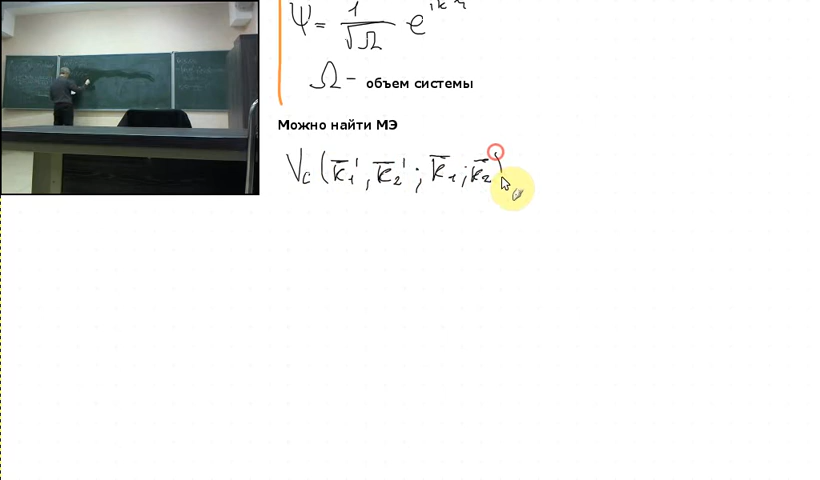 Ψ = 1/√Ω e^{ikr}
Ω – объем системы
Можно найти МЭ
V_c (k̄₁', k̄₂' ; k̄₁; k̄₂)